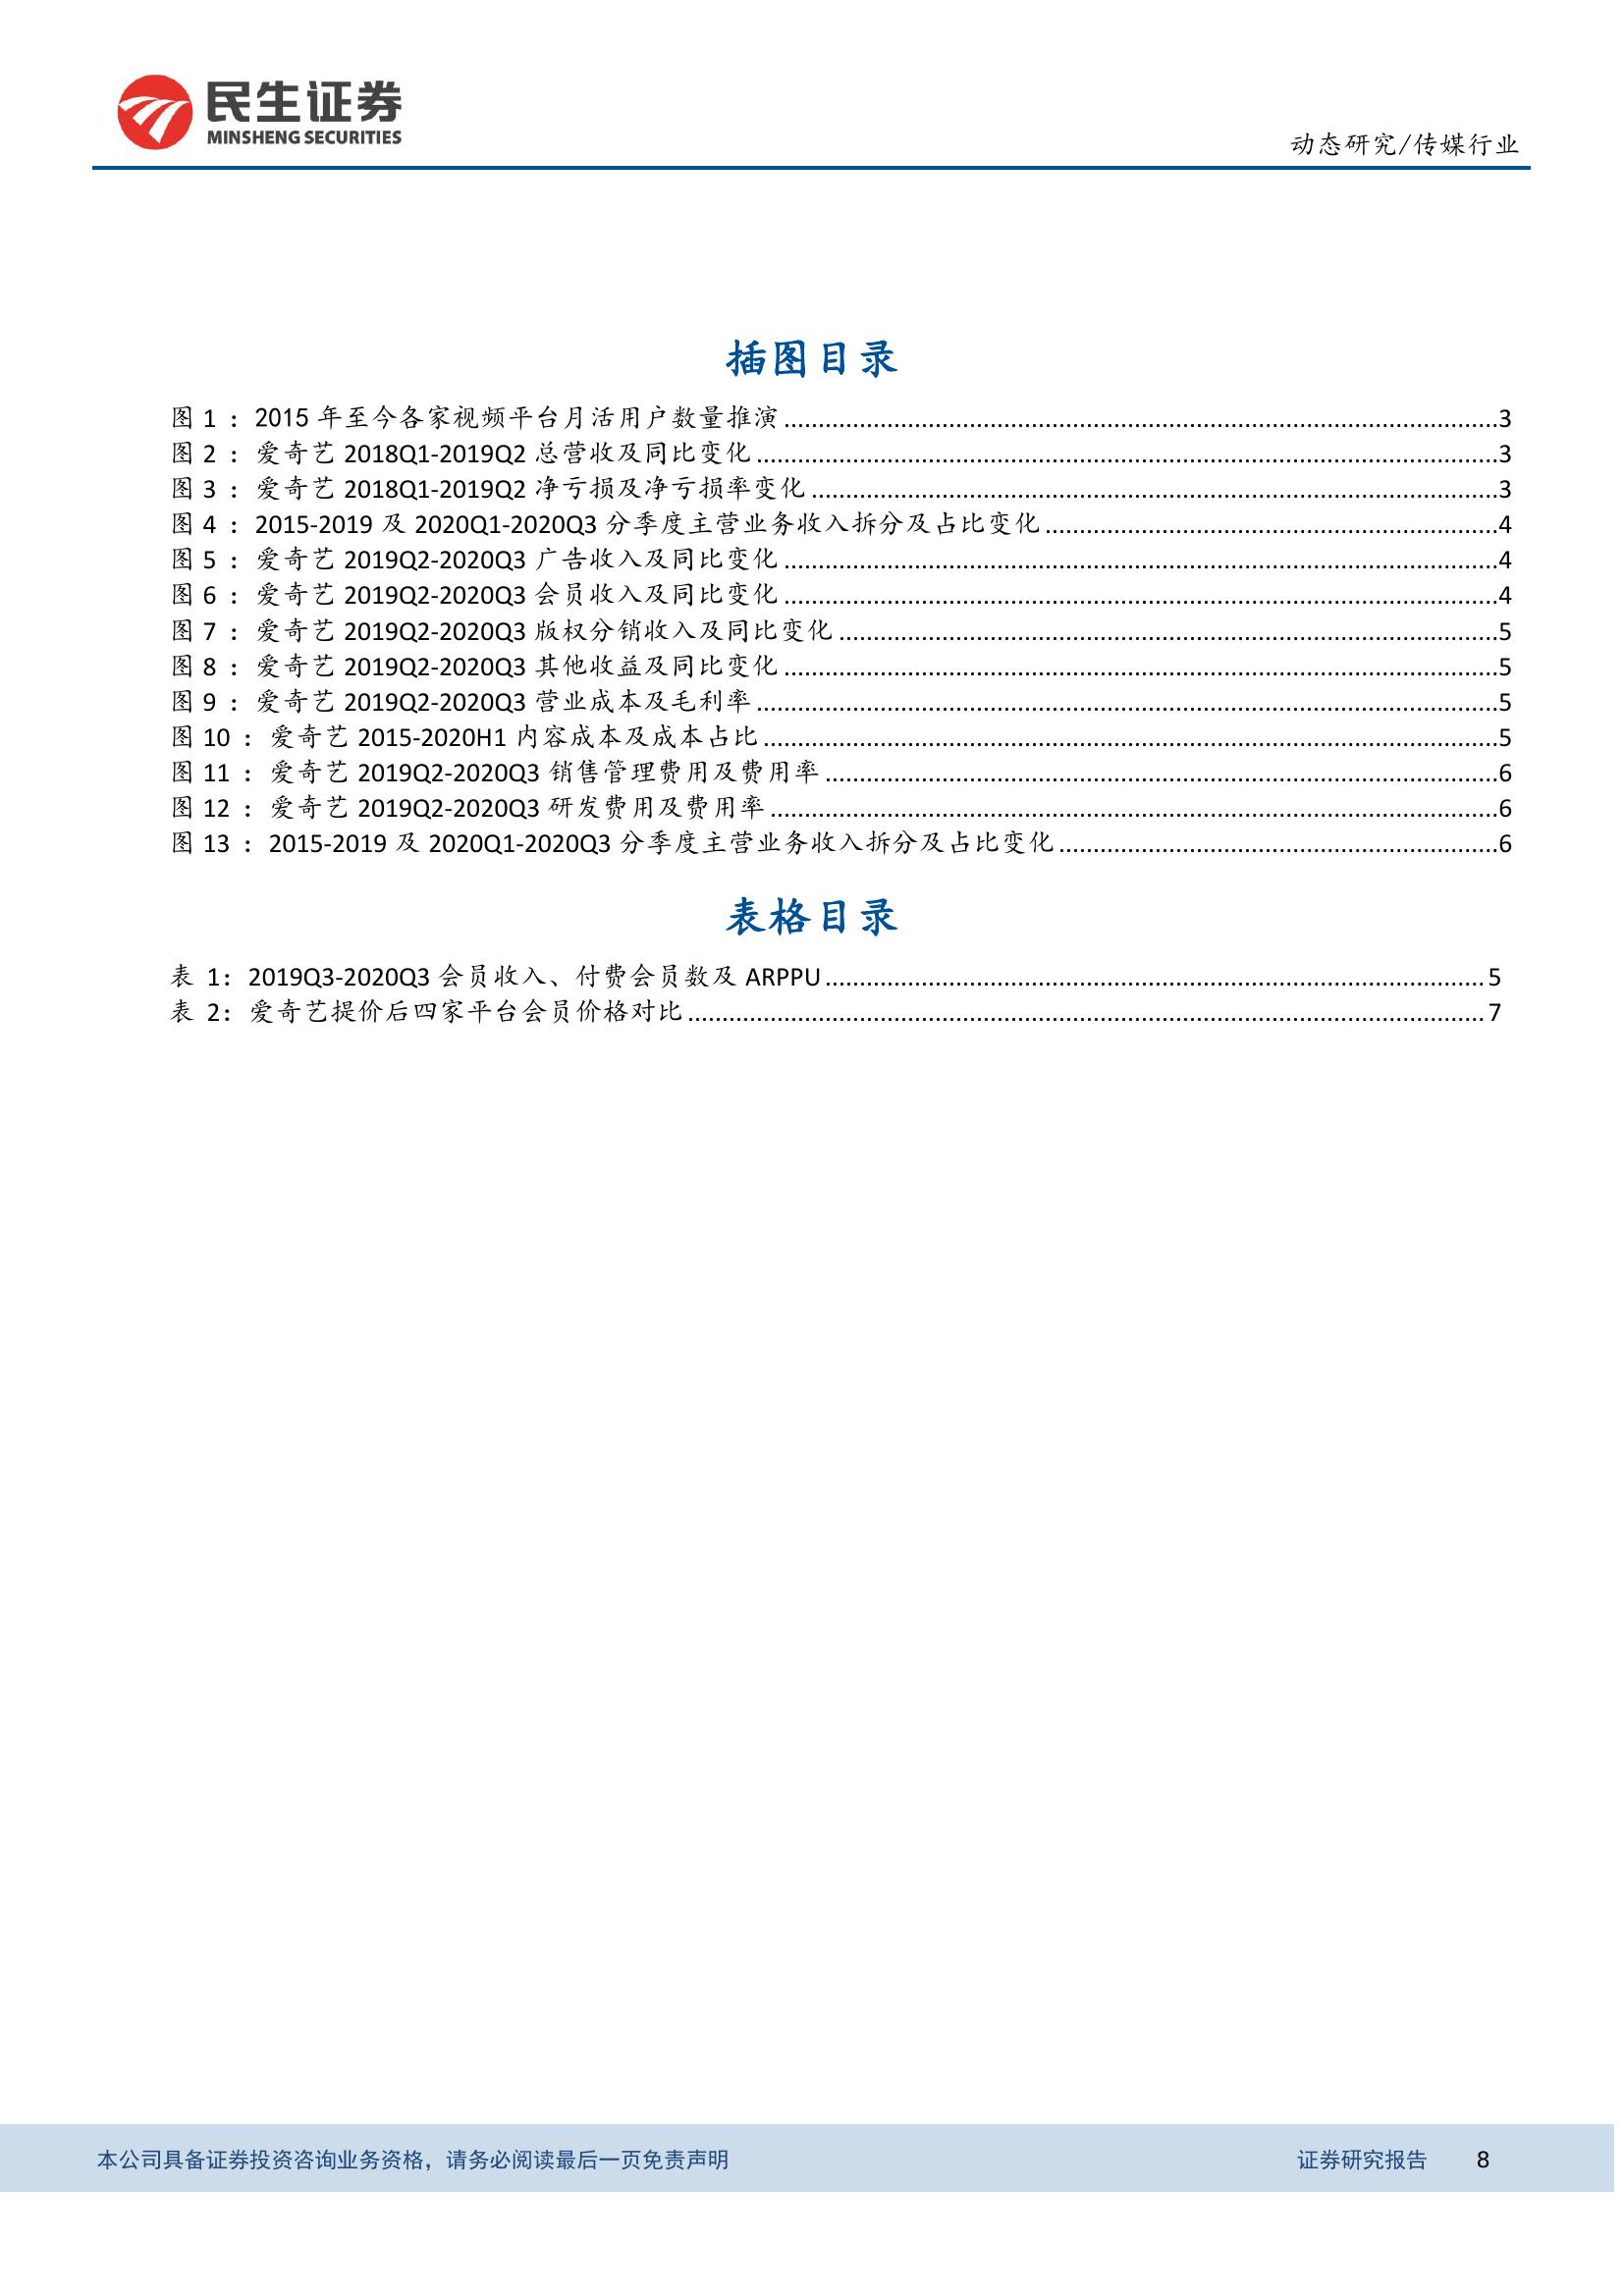 民生证券
MINSHENG SECURITIES
动态研究/传媒行业
插图目录
图 1 ：2015 年至今各家视频平台月活用户数量推演........3
图 2 ：爱奇艺 2018Q1-2019Q2 总营收及同比变化........3
图 3 ：爱奇艺 2018Q1-2019Q2 净亏损及净亏损率变化........3
图 4 ：2015-2019 及 2020Q1-2020Q3 分季度主营业务收入拆分及占比变化........4
图 5 ：爱奇艺 2019Q2-2020Q3 广告收入及同比变化........4
图 6 ：爱奇艺 2019Q2-2020Q3 会员收入及同比变化........4
图 7 ：爱奇艺 2019Q2-2020Q3 版权分销收入及同比变化........5
图 8 ：爱奇艺 2019Q2-2020Q3 其他收益及同比变化........5
图 9 ：爱奇艺 2019Q2-2020Q3 营业成本及毛利率........5
图 10 ：爱奇艺 2015-2020H1 内容成本及成本占比........5
图 11 ：爱奇艺 2019Q2-2020Q3 销售管理费用及费用率........6
图 12 ：爱奇艺 2019Q2-2020Q3 研发费用及费用率........6
图 13 ：2015-2019 及 2020Q1-2020Q3 分季度主营业务收入拆分及占比变化........6
表格目录
表 1：2019Q3-2020Q3 会员收入、付费会员数及 ARPPU........5
表 2：爱奇艺提价后四家平台会员价格对比........7
本公司具备证券投资咨询业务资格，请务必阅读最后一页免责声明 证券研究报告 8